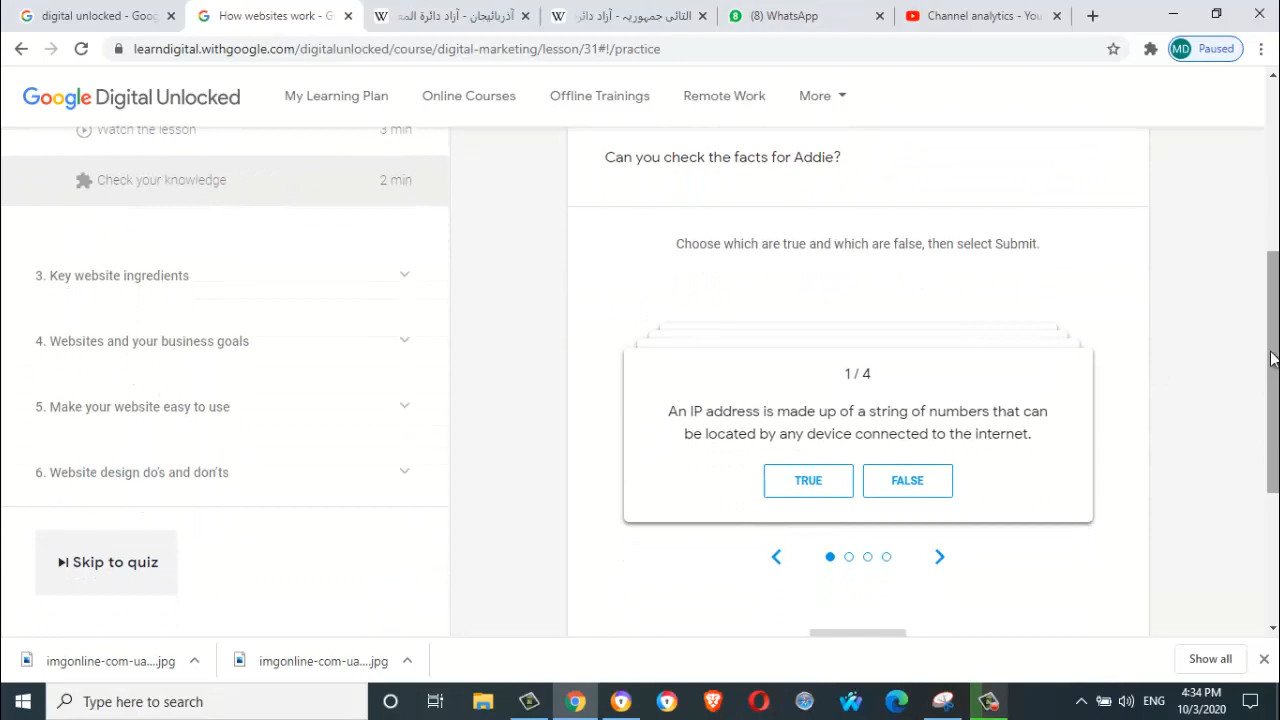 digital unlocked - Goog
How websites work - G
آذربائیجان - آزاد دائرۃ المع
التائی جمہوریہ - آزاد دائر
(8) WhatsApp
Channel analytics - You
learndigital.withgoogle.com/digitalunlocked/course/digital-marketing/lesson/31#!/practice
MD Paused
Google Digital Unlocked
My Learning Plan
Online Courses
Offline Trainings
Remote Work
More
Watch the lesson 3 min
Check your knowledge 2 min
3. Key website ingredients
4. Websites and your business goals
5. Make your website easy to use
6. Website design do's and don'ts
Skip to quiz
Can you check the facts for Addie?
Choose which are true and which are false, then select Submit.
1 / 4
An IP address is made up of a string of numbers that can
be located by any device connected to the internet.
TRUE FALSE
imgonline-com-ua....jpg
imgonline-com-ua....jpg
Show all
Type here to search
ENG
4:34 PM
10/3/2020